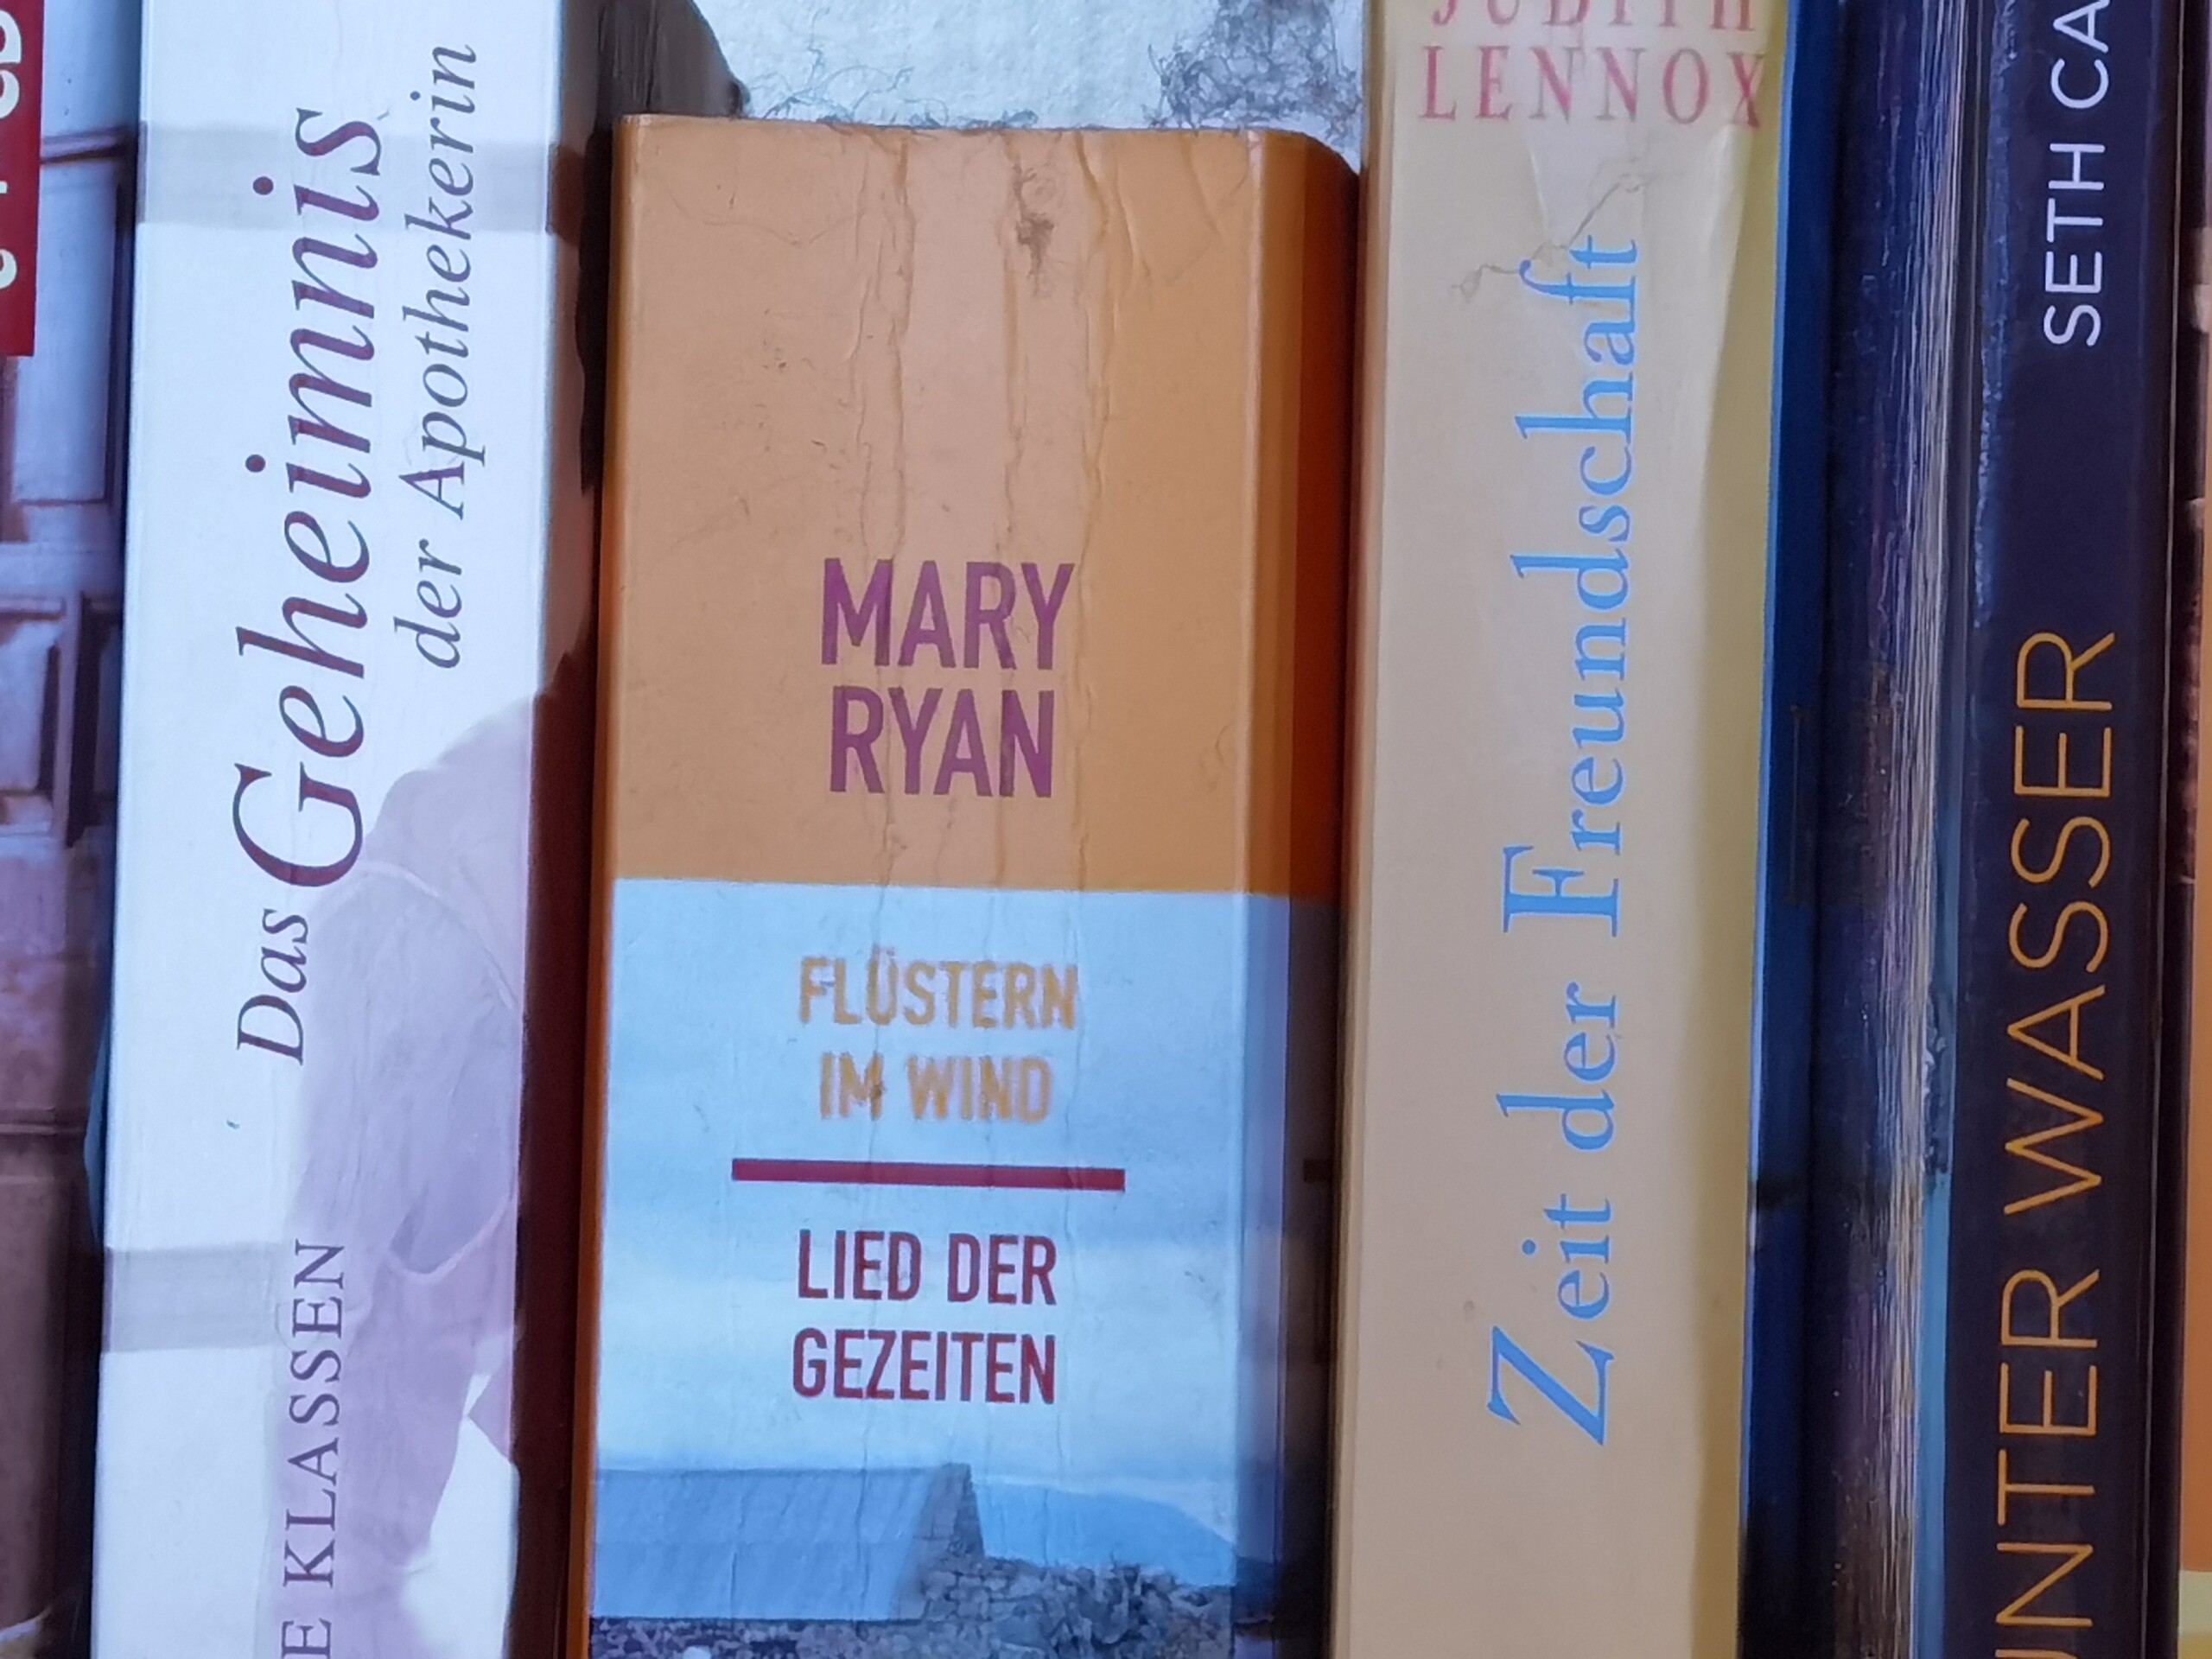 Das Geheimnis
der Apothekerin
KLASSEN
MARY
RYAN
FLÜSTERN
IM WIND
LIED DER
GEZEITEN
JUDITH
LENNOX
Zeit der Freundschaft
SETH
WASSER